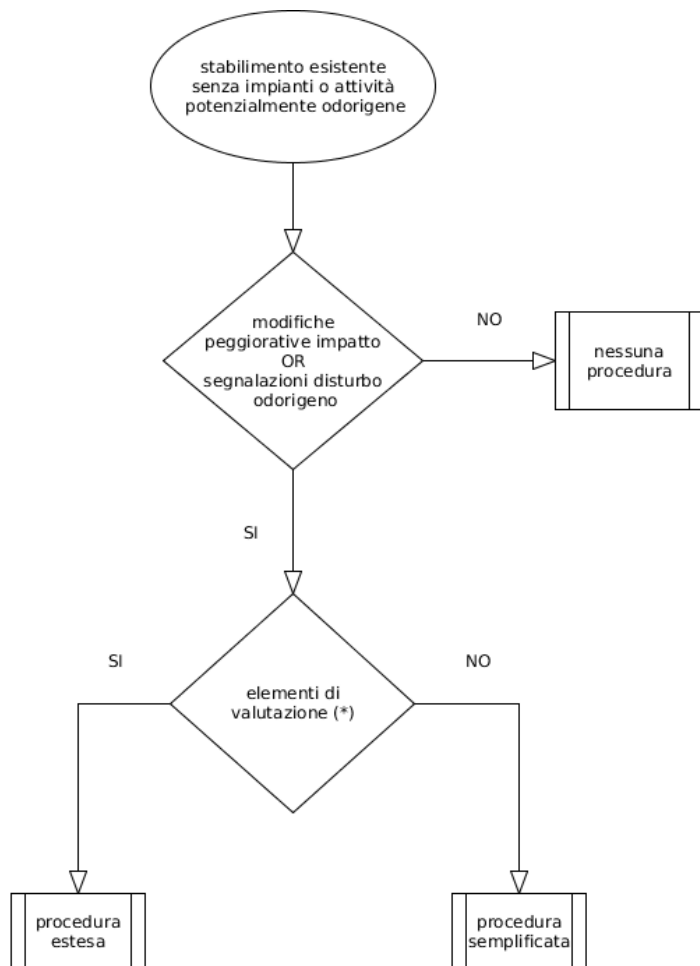 stabilimento esistente
senza impianti o attività
potenzialmente odorigene
modifiche
peggiorative impatto
OR
segnalazioni disturbo
odorigeno
NO
nessuna
procedura
SI
SI
NO
elementi di
valutazione (*)
procedura
estesa
procedura
semplificata